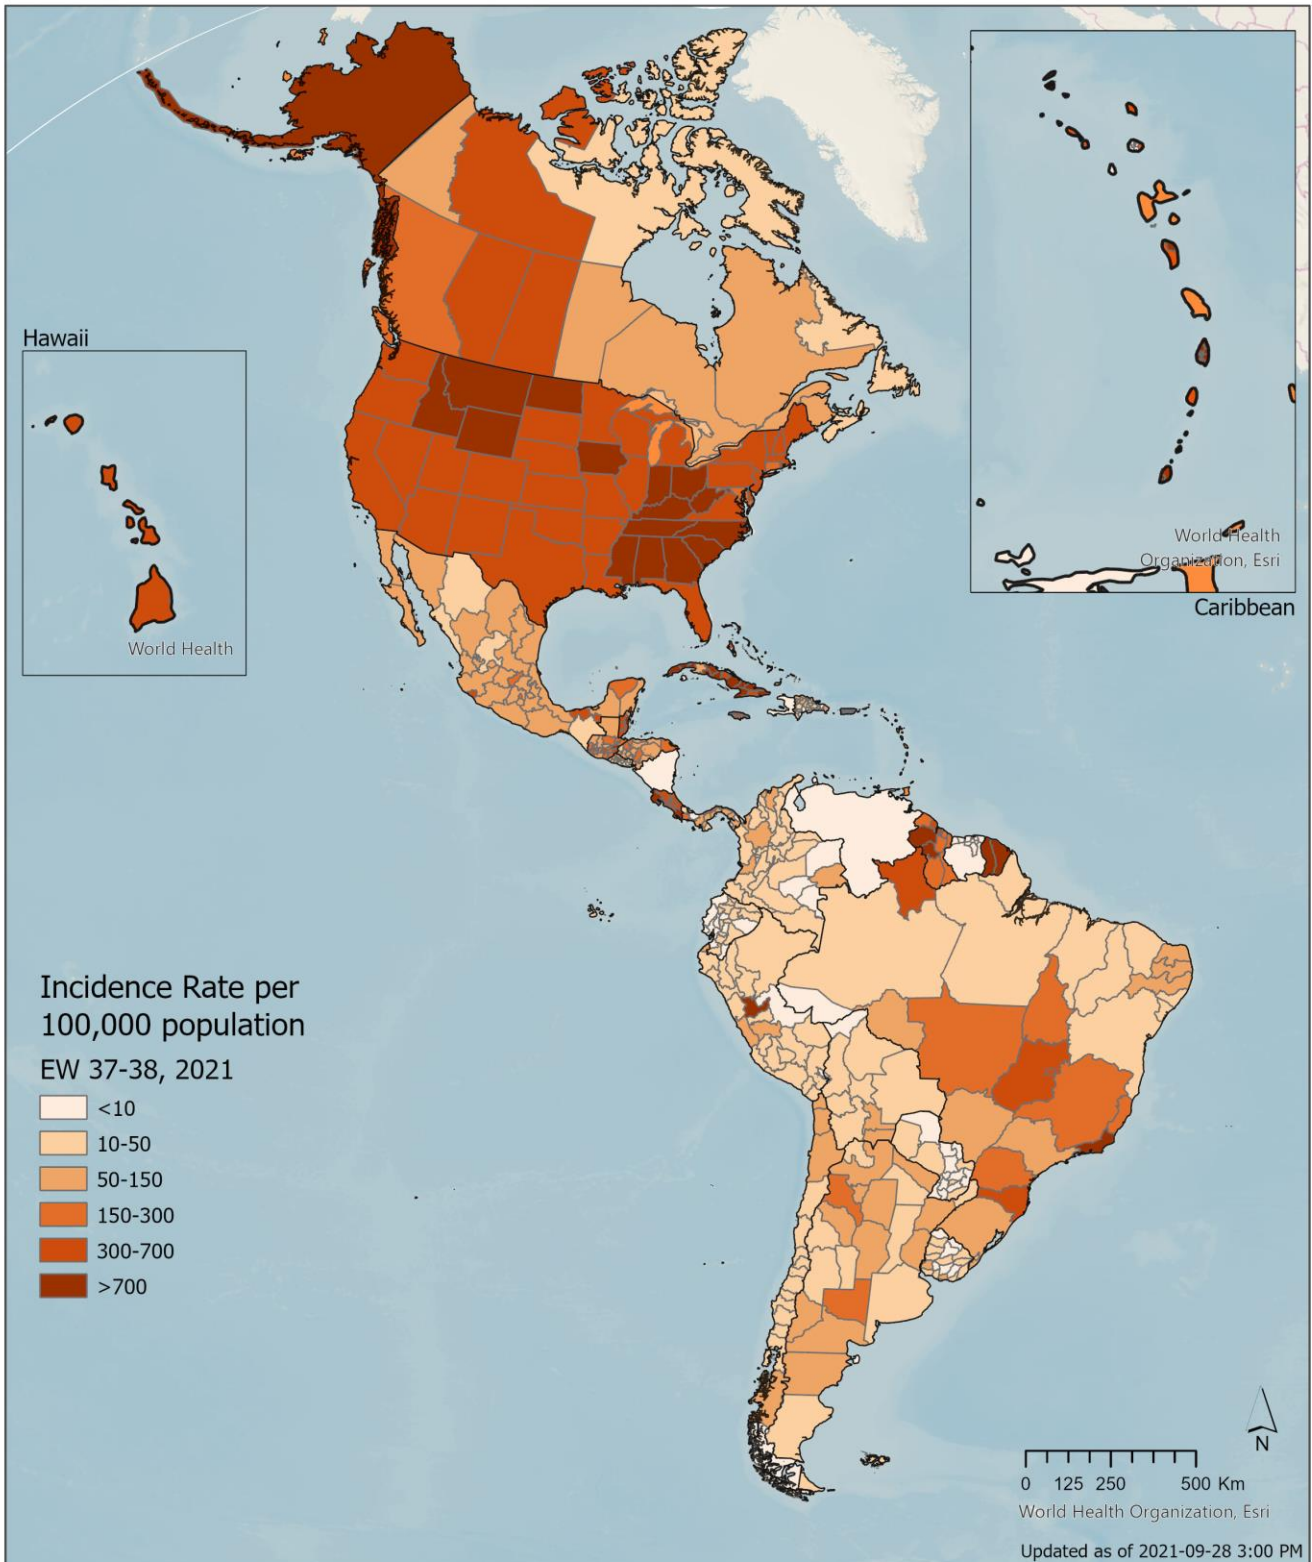 Hawaii
World Health
World Health
Organization, Esri
Caribbean
Incidence Rate per
100,000 population
EW 37-38, 2021
<10
10-50
50-150
150-300
300-700
>700
N
0 125 250 500 Km
World Health Organization, Esri
Updated as of 2021-09-28 3:00 PM